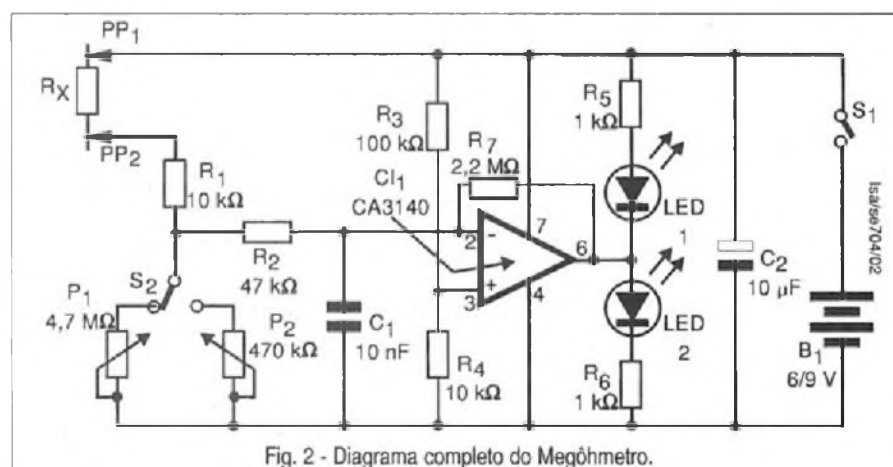 PP1
RX
PP2
R1
10 kΩ
S2
P1
4,7 MΩ
P2
470 kΩ
R2
47 kΩ
C1
10 nF
R3
100 kΩ
CI1
CA3140
R7
2,2 MΩ
2
-
+
3
7
6
4
R4
10 kΩ
R5
1 kΩ
LED
1
LED
2
R6
1 kΩ
C2
10 µF
S1
B1
6/9 V
Isa/se704/02
Fig. 2 - Diagrama completo do Megôhmetro.